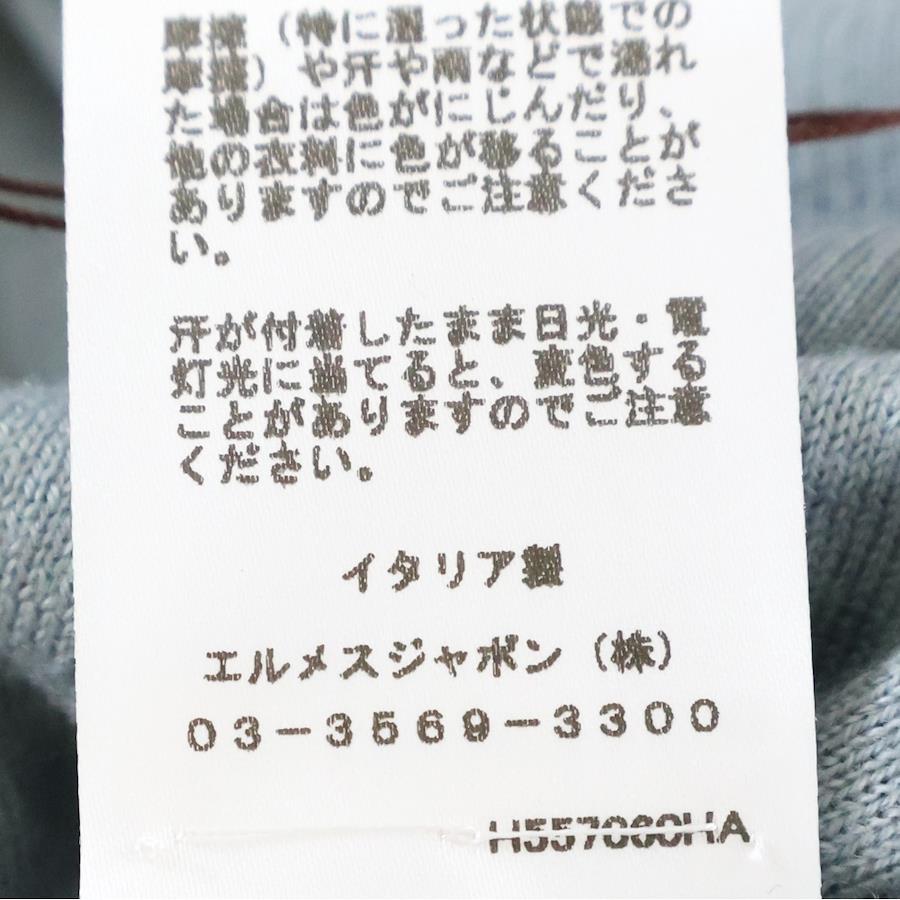 摩擦（特に湿った状態での
摩擦）や汗や雨などで濡れ
た場合は色がにじんだり、
他の衣料に色が移ることが
ありますのでご注意くださ
い。
汗が付着したまま日光・電
灯光に当てると、変色する
ことがありますのでご注意
ください。
イタリア製
エルメスジャポン（株）
03-3569-3300
H557060HA